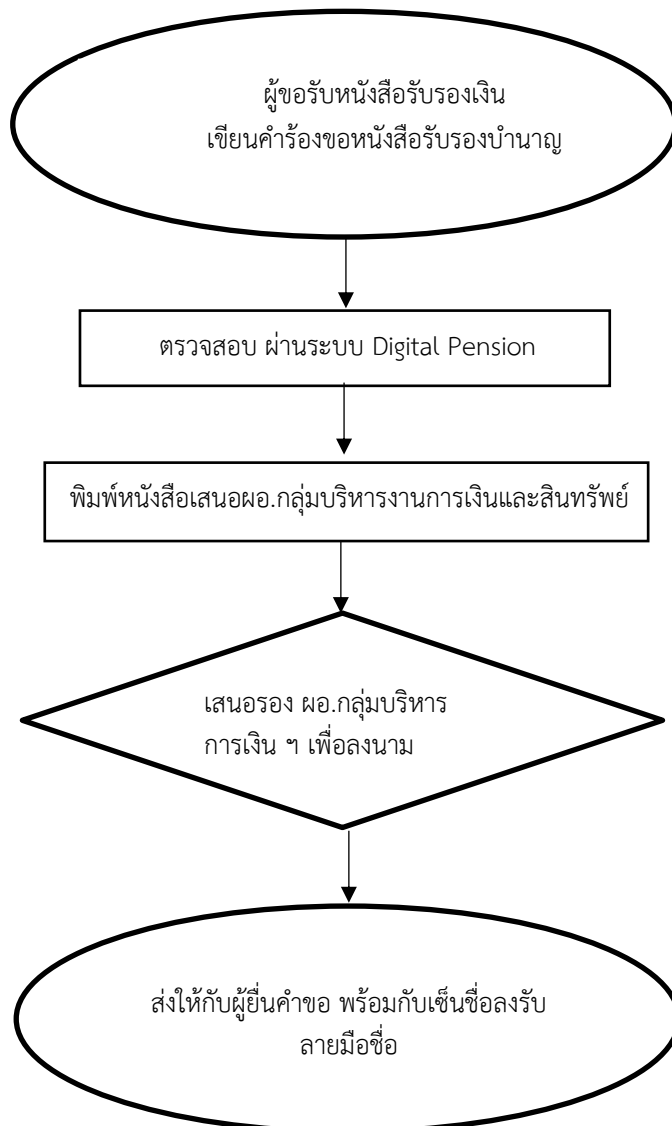 ผู้ขอรับหนังสือรับรองเงิน
เขียนคำร้องขอหนังสือรับรองบำนาญ
ตรวจสอบ ผ่านระบบ Digital Pension
พิมพ์หนังสือเสนอผอ.กลุ่มบริหารงานการเงินและสินทรัพย์
เสนอรอง ผอ.กลุ่มบริหาร
การเงิน ฯ เพื่อลงนาม
ส่งให้กับผู้ยื่นคำขอ พร้อมกับเซ็นชื่อลงรับ
ลายมือชื่อ